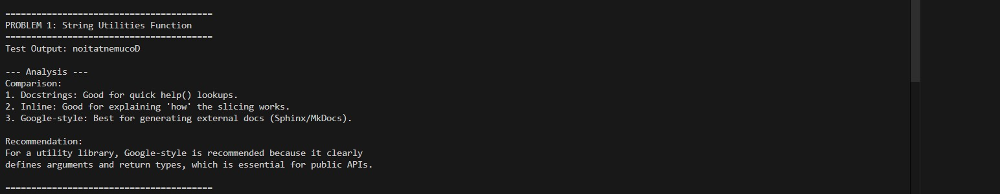 ========================================
PROBLEM 1: String Utilities Function
========================================
Test Output: noitatnemucoD
--- Analysis ---
Comparison:
1. Docstrings: Good for quick help() lookups.
2. Inline: Good for explaining 'how' the slicing works.
3. Google-style: Best for generating external docs (Sphinx/MkDocs).
Recommendation:
For a utility library, Google-style is recommended because it clearly
defines arguments and return types, which is essential for public APIs.
========================================